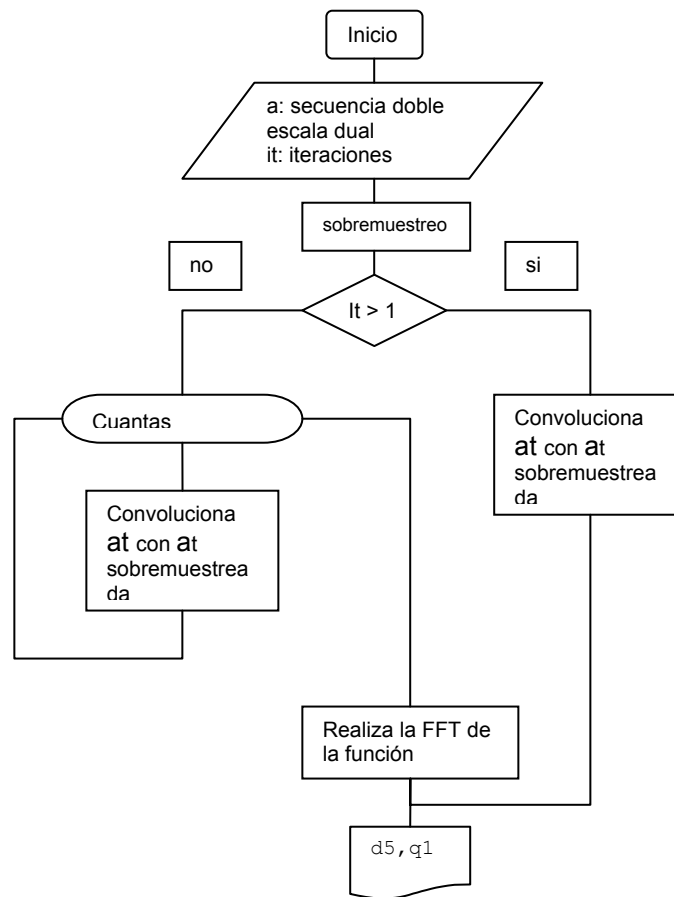 Inicio
a: secuencia doble
escala dual
it: iteraciones
sobremuestreo
no
si
It > 1
Cuantas
Convoluciona
at con at
sobremuestrea
da
Convoluciona
at con at
sobremuestrea
da
Realiza la FFT de
la función
d5,q1